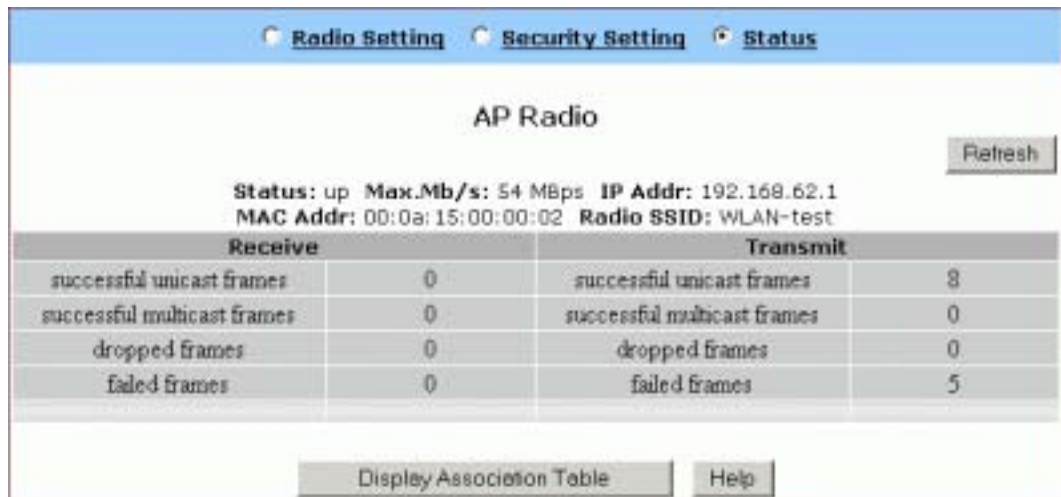 Radio Setting Security Setting Status
AP Radio
Refresh
Status: up Max.Mb/s: 54 MBps IP Addr: 192.168.62.1
MAC Addr: 00:0a:15:00:00:02 Radio SSID: WLAN-test
Receive Transmit
successful unicast frames 0 successful unicast frames 8
successful multicast frames 0 successful multicast frames 0
dropped frames 0 dropped frames 0
failed frames 0 failed frames 5
Display Association Table Help